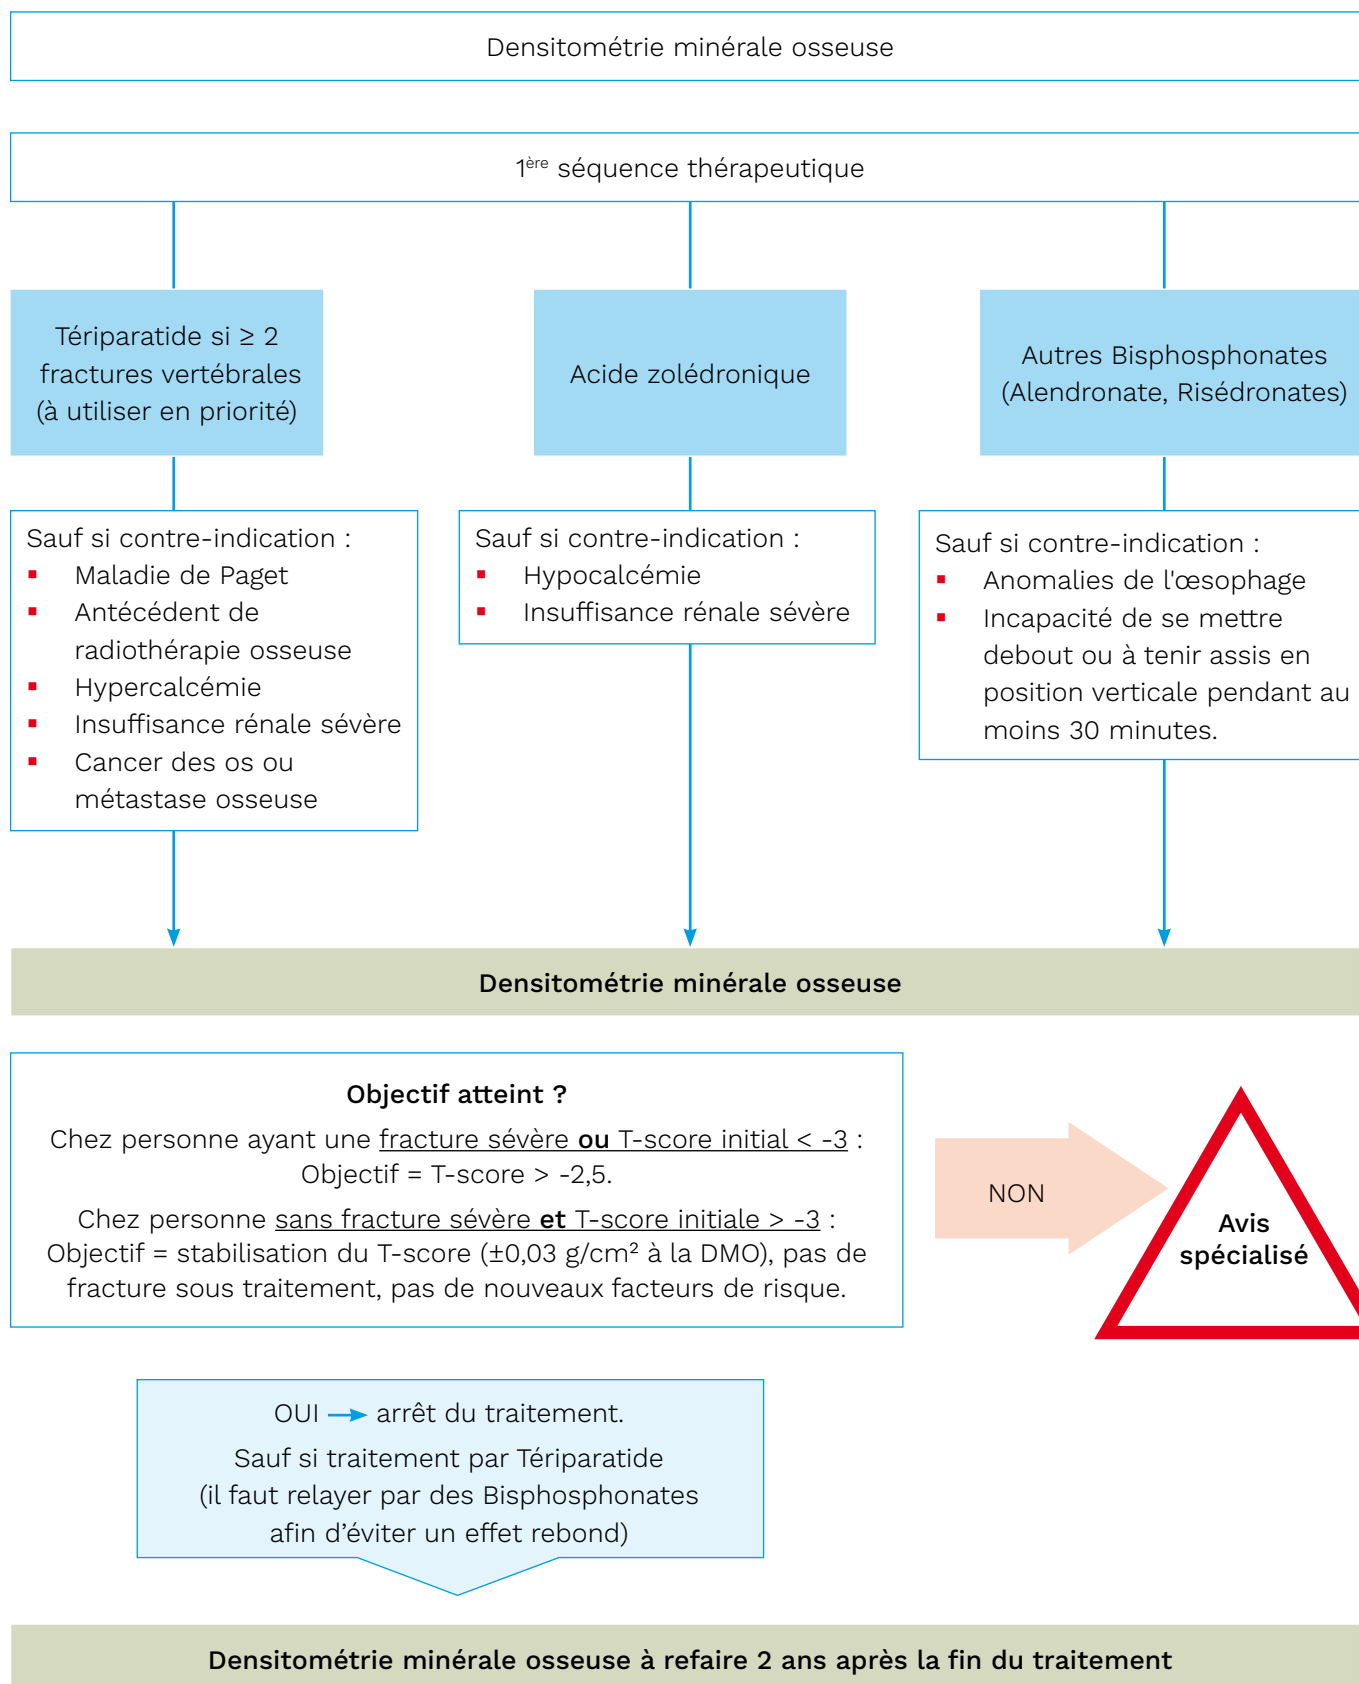 Densitométrie minérale osseuse
1ère séquence thérapeutique
Tériparatide si ≥ 2
fractures vertébrales
(à utiliser en priorité)
Acide zolédronique
Autres Bisphosphonates
(Alendronate, Risédronates)
Sauf si contre-indication :
▪ Maladie de Paget
▪ Antécédent de
radiothérapie osseuse
▪ Hypercalcémie
▪ Insuffisance rénale sévère
▪ Cancer des os ou
métastase osseuse
Sauf si contre-indication :
▪ Hypocalcémie
▪ Insuffisance rénale sévère
Sauf si contre-indication :
▪ Anomalies de l'œsophage
▪ Incapacité de se mettre
debout ou à tenir assis en
position verticale pendant au
moins 30 minutes.
Densitométrie minérale osseuse
Objectif atteint ?
Chez personne ayant une fracture sévère ou T-score initial < -3 :
Objectif = T-score > -2,5.
Chez personne sans fracture sévère et T-score initiale > -3 :
Objectif = stabilisation du T-score (±0,03 g/cm² à la DMO), pas de
fracture sous traitement, pas de nouveaux facteurs de risque.
NON
Avis
spécialisé
OUI → arrêt du traitement.
Sauf si traitement par Tériparatide
(il faut relayer par des Bisphosphonates
afin d’éviter un effet rebond)
Densitométrie minérale osseuse à refaire 2 ans après la fin du traitement